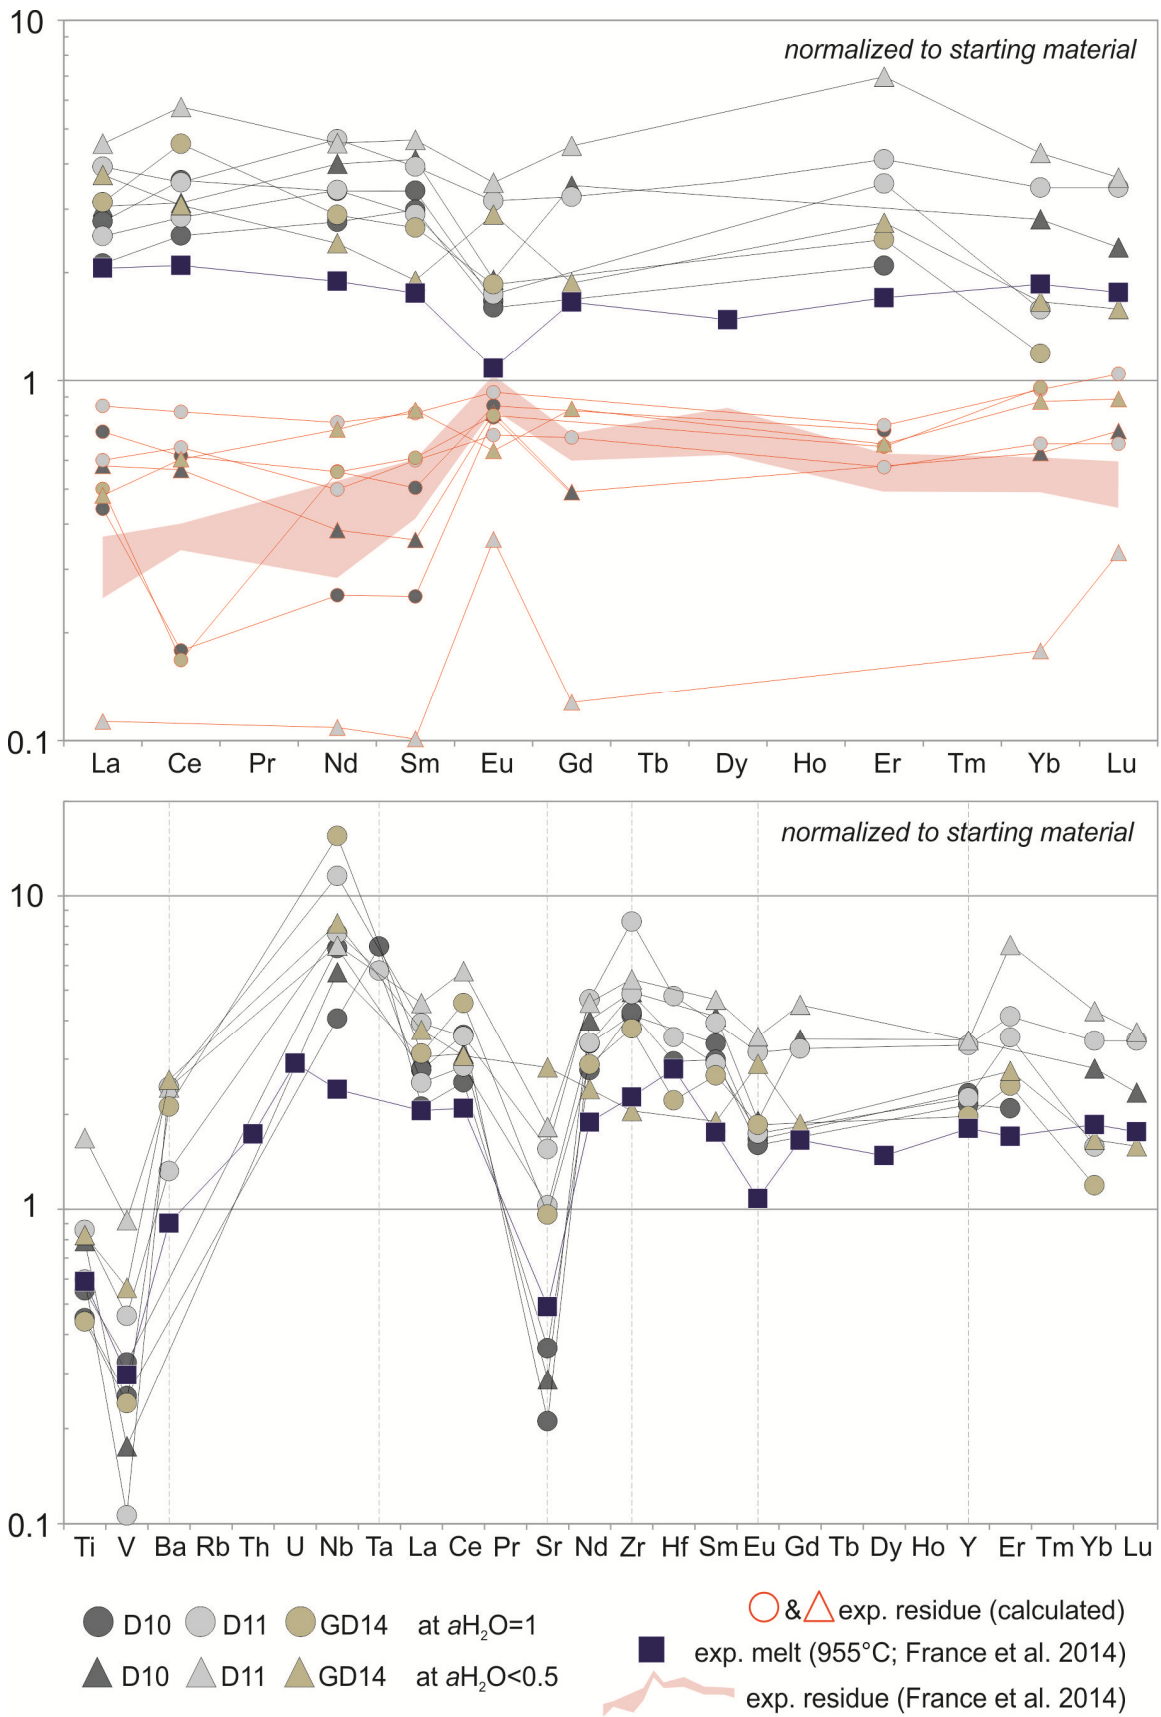 10
normalized to starting material
1
0.1
La Ce Pr Nd Sm Eu Gd Tb Dy Ho Er Tm Yb Lu
normalized to starting material
10
1
0.1
Ti V Ba Rb Th U Nb Ta La Ce Pr Sr Nd Zr Hf Sm Eu Gd Tb Dy Ho Y Er Tm Yb Lu
D10 D11 GD14 at aH₂O=1
D10 D11 GD14 at aH₂O<0.5
& exp. residue (calculated)
exp. melt (955°C; France et al. 2014)
exp. residue (France et al. 2014)